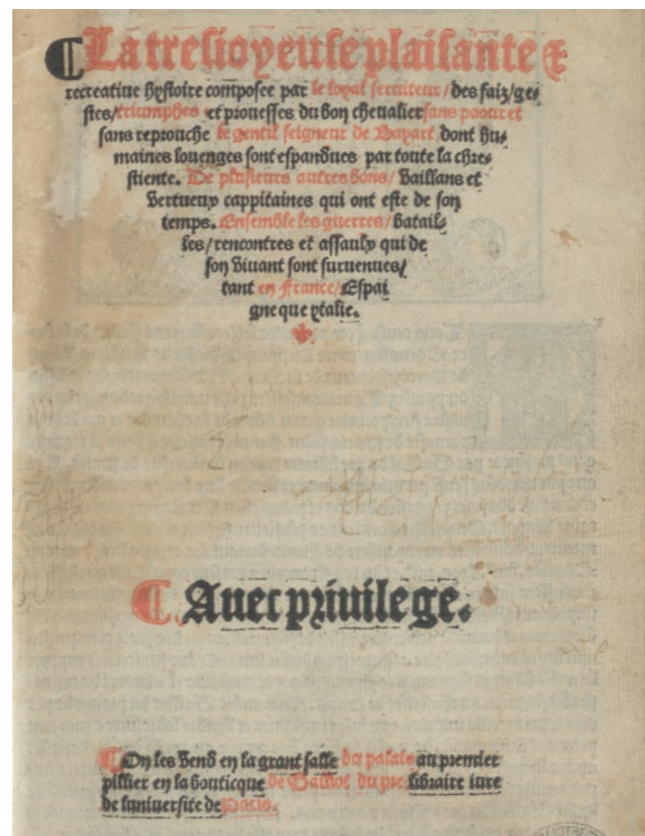 La tresioyeuse plaisante &
recreatiue hystoire composee par le loyal seruiteur/ des faiz/ ge-
stes/ triumphes et prouesses du bon cheualier sans paour et
sans reprouche le gentil seigneur de Bayart/ dont hu-
maines louenges sont espandues par toute la chre-
stiente. De plusieurs autres bons/ vaillans et
vertueux cappitaines qui ont este de son
temps. Ensemble les guerres/ batail-
les/ rencontres et assaulx qui de
son viuant sont suruenues/
tant en france/ Espai
gne que ytalie.
Auec priuilege.
On les vend en la grant salle du palais au premier
pillier en la bouticque de Galliot du pre libraire iure
de luniuersite de Paris.